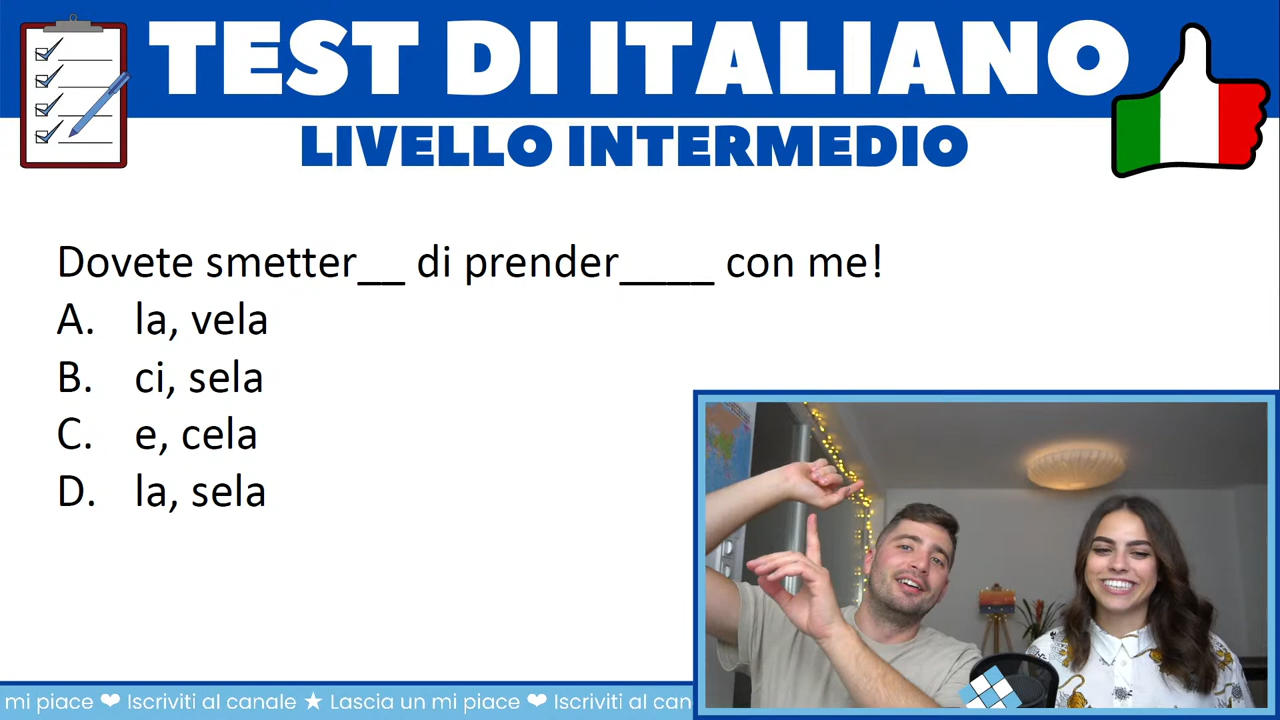 TEST DI ITALIANO
LIVELLO INTERMEDIO
Dovete smetter__ di prender____ con me!
A. la, vela
B. ci, sela
C. e, cela
D. la, sela
mi piace ❤ Iscriviti al canale ★ Lascia un mi piace ❤ Iscriviti al can